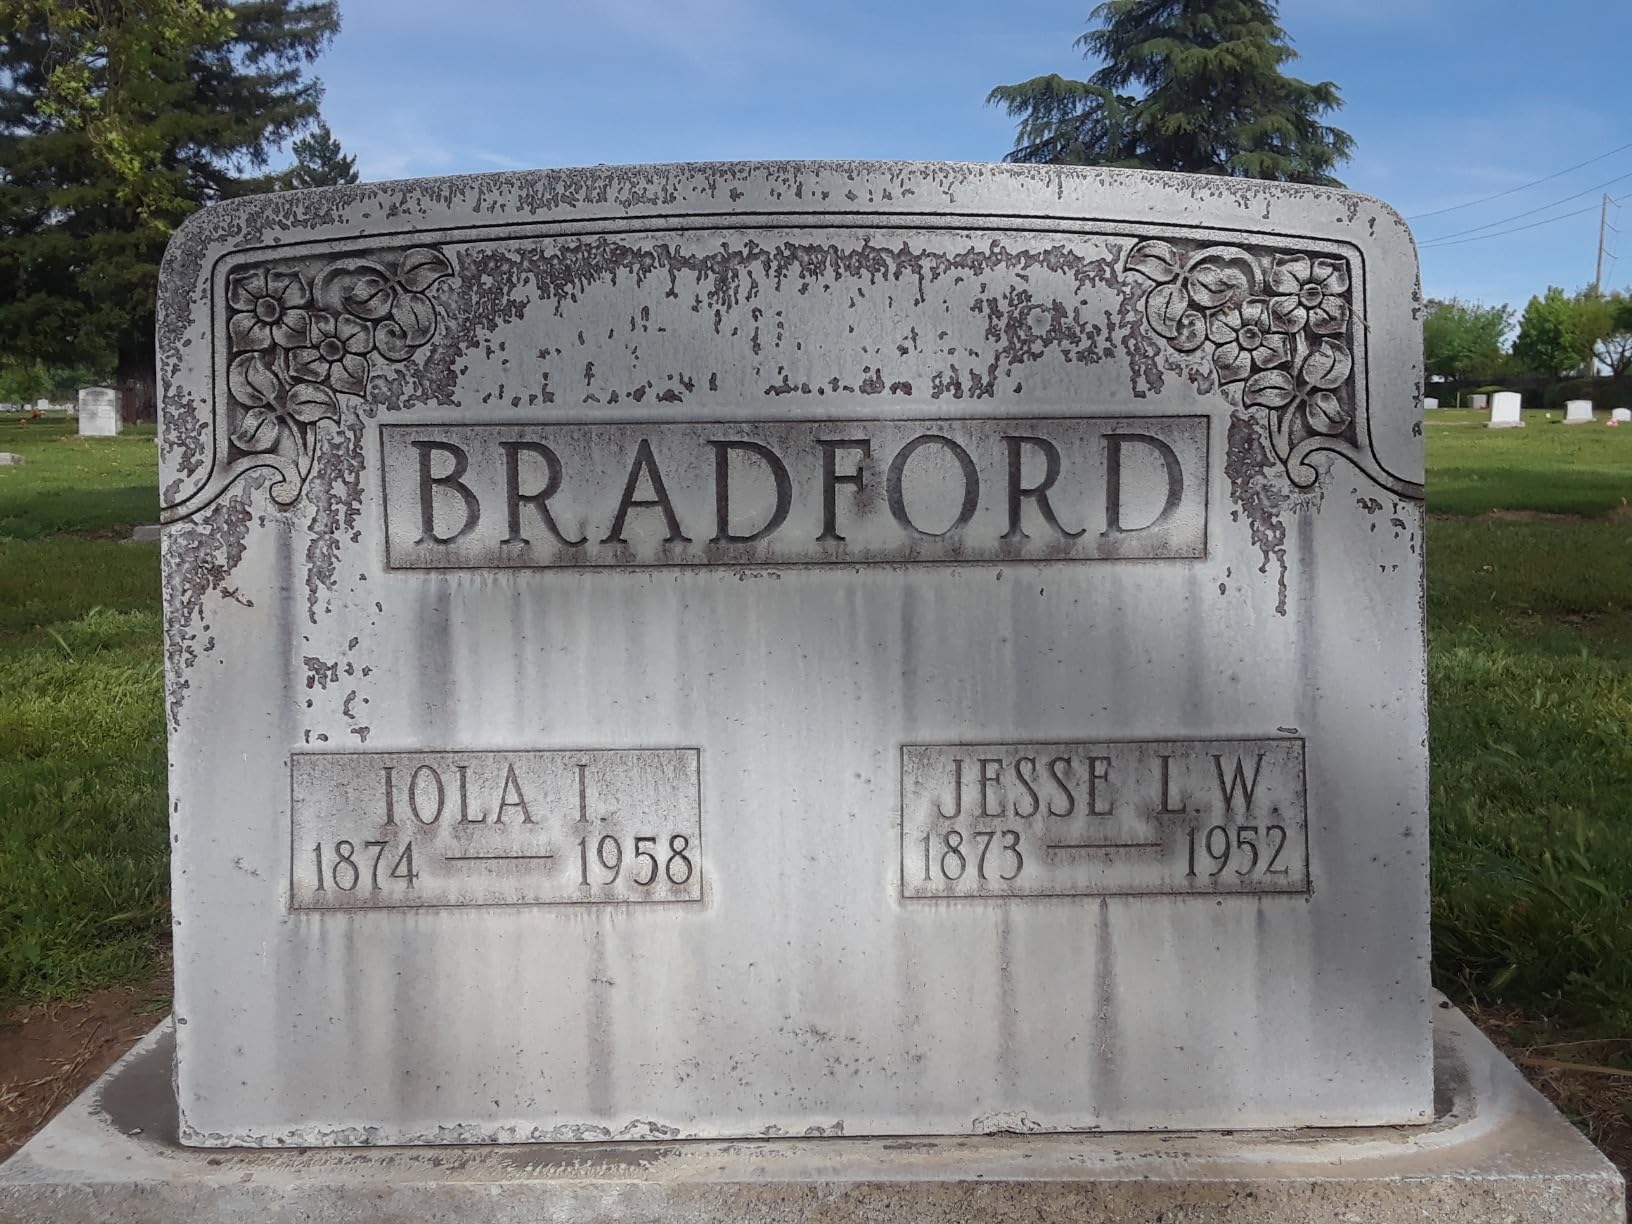 BRADFORD
IOLA I.
1874 — 1958
JESSE L.W.
1873 — 1952